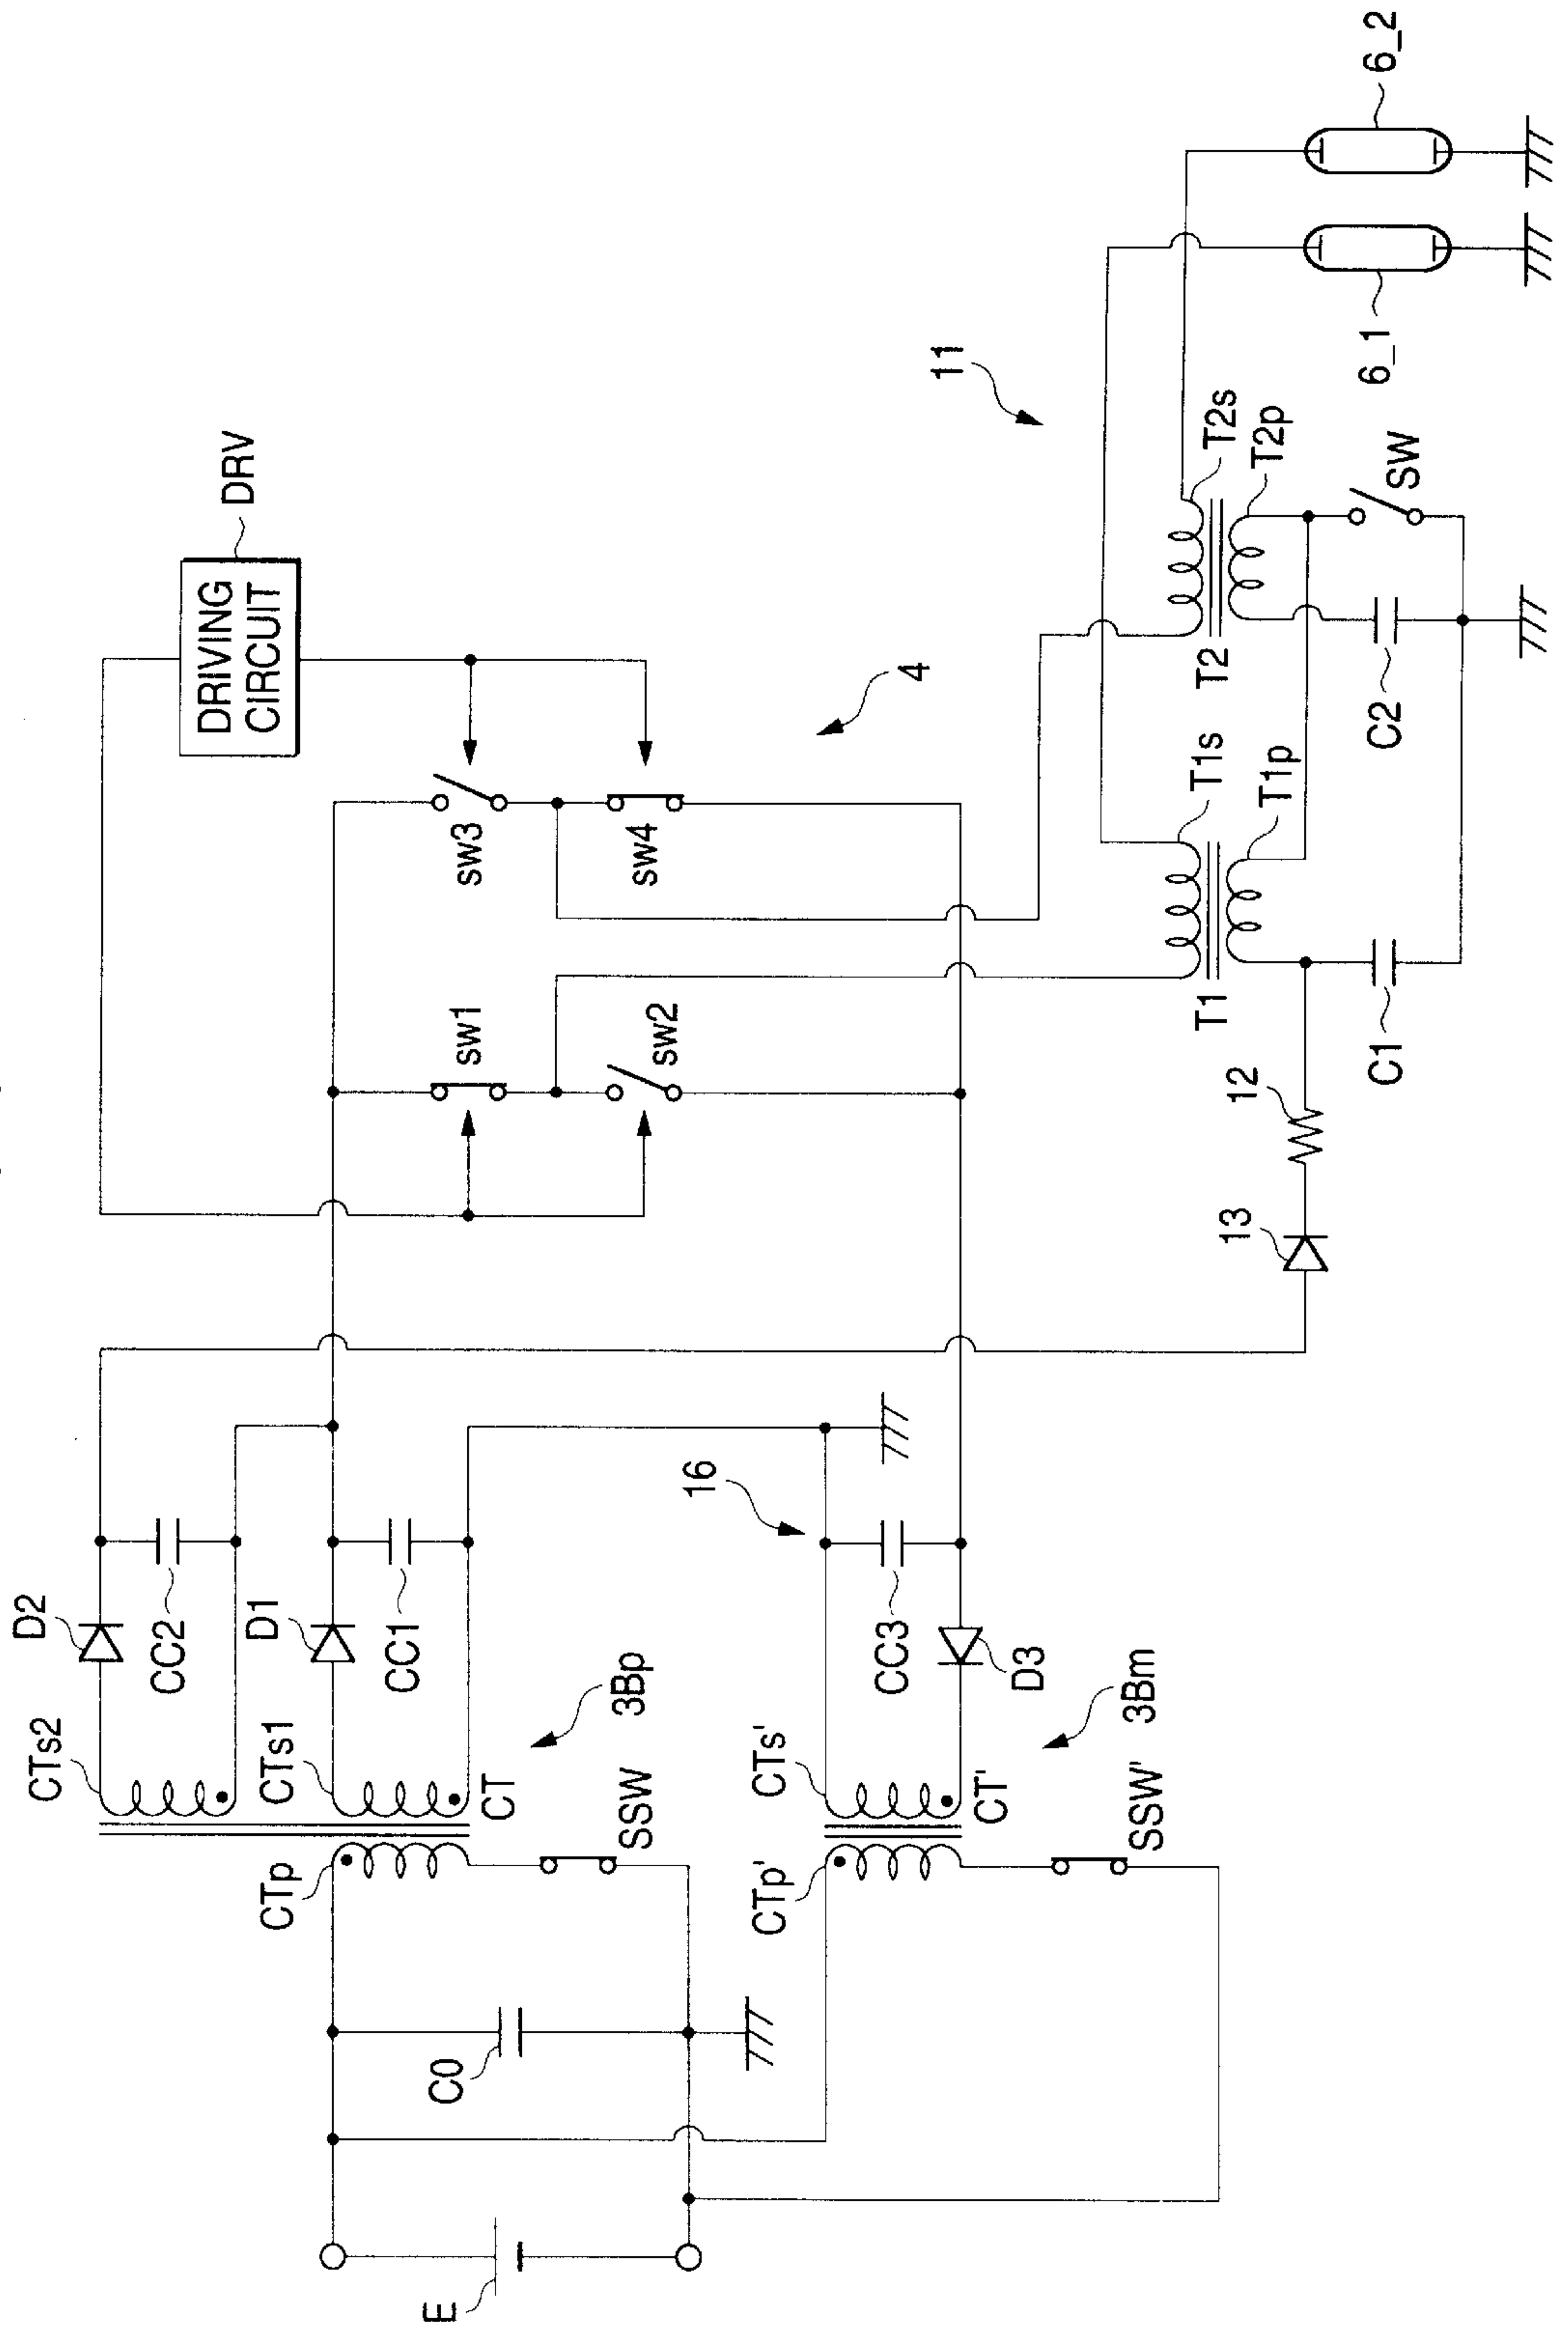 DRIVING
CIRCUIT
DRV
D2
CTs2
CC2
D1
CTs1
CC1
CTp
CT
3Bp
SSW
E
C0
16
CTs'
CC3
D3
CTp'
CT'
3Bm
SSW'
sw1
sw2
sw3
sw4
4
11
13
12
T1
T1s
T1p
C1
T2
T2s
T2p
C2
SW
6_1
6_2